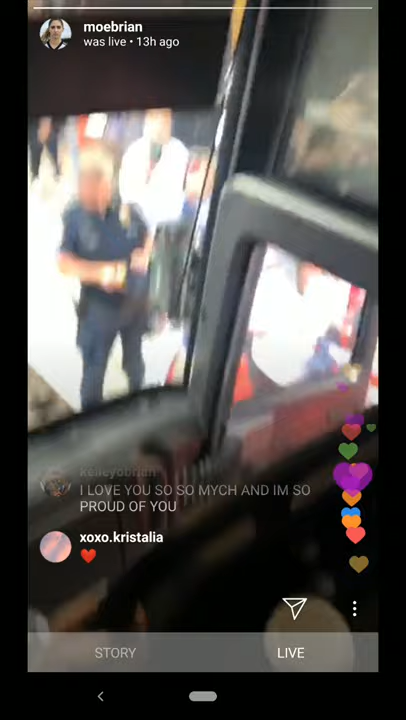 moebrian
was live • 13h ago
kelleyobrian
I LOVE YOU SO SO MYCH AND IM SO
PROUD OF YOU
xoxo.kristalia
❤️
STORY
LIVE